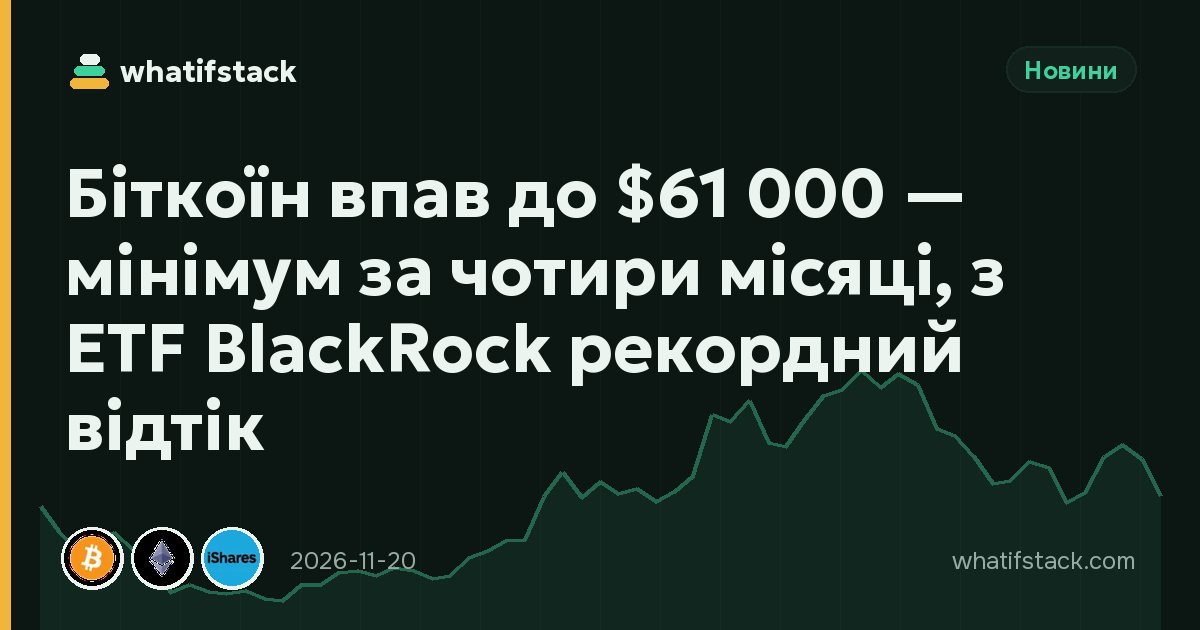 whatifstack
Новини
Біткоїн впав до $61 000 —
мінімум за чотири місяці, з
ETF BlackRock рекордний
відтік
iShares
2026-11-20
whatifstack.com